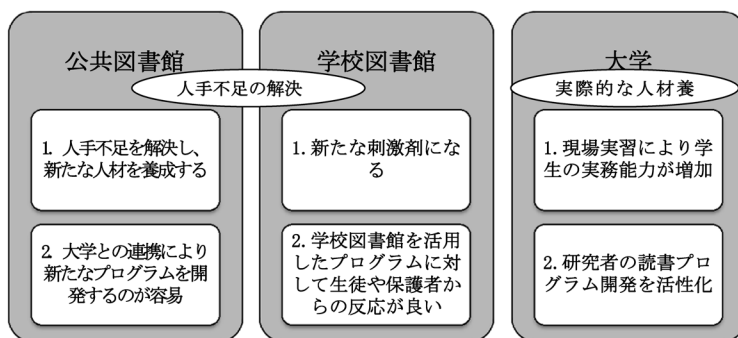 公共図書館
学校図書館
大学
人手不足の解決
実際的な人材養
1. 人手不足を解決し、
新たな人材を養成する
1. 新たな刺激剤にな
る
1. 現場実習により学
生の実務能力が増加
2. 大学との連携により
新たなプログラムを開
発するのが容易
2. 学校図書館を活用
したプログラムに対
して生徒や保護者か
らの反応が良い
2. 研究者の読書プロ
グラム開発を活性化